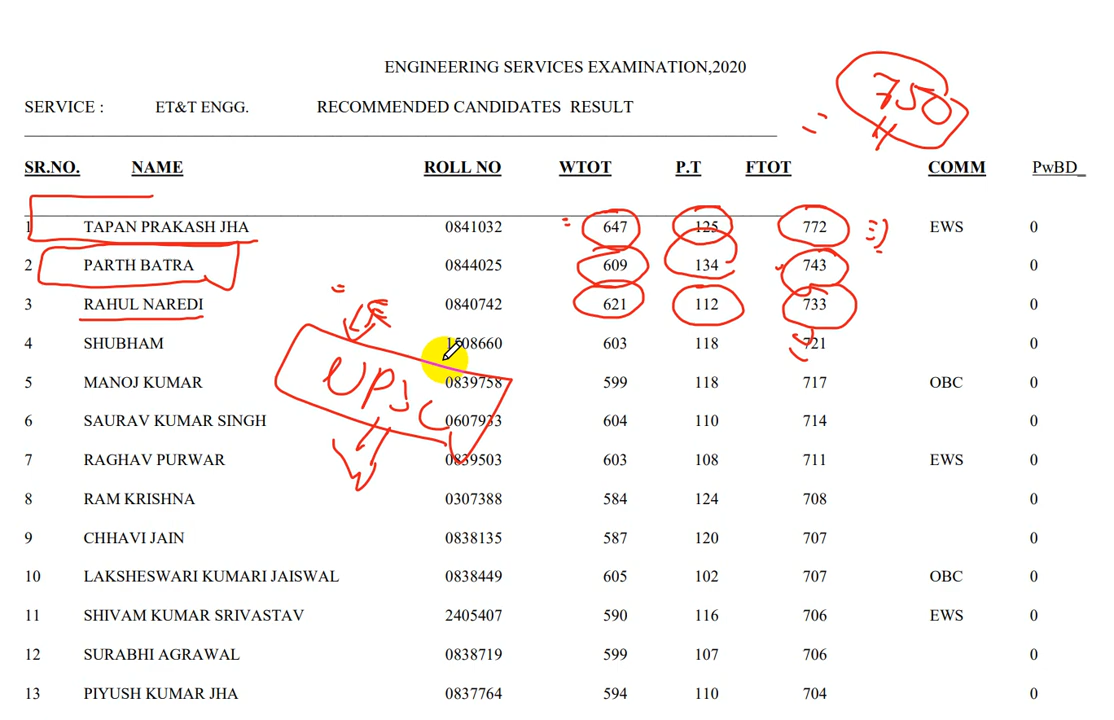 ENGINEERING SERVICES EXAMINATION,2020
750
SERVICE : ET&T ENGG. RECOMMENDED CANDIDATES RESULT
SR.NO. NAME ROLL NO WTOT P.T FTOT COMM PwBD_
1 TAPAN PRAKASH JHA 0841032 647 125 772 EWS 0
2 PARTH BATRA 0844025 609 134 743 0
3 RAHUL NAREDI 0840742 621 112 733 0
4 SHUBHAM 1508660 603 118 721 0
UPSC
5 MANOJ KUMAR 0839758 599 118 717 OBC 0
6 SAURAV KUMAR SINGH 0607933 604 110 714 0
7 RAGHAV PURWAR 0839503 603 108 711 EWS 0
8 RAM KRISHNA 0307388 584 124 708 0
9 CHHAVI JAIN 0838135 587 120 707 0
10 LAKSHESWARI KUMARI JAISWAL 0838449 605 102 707 OBC 0
11 SHIVAM KUMAR SRIVASTAV 2405407 590 116 706 EWS 0
12 SURABHI AGRAWAL 0838719 599 107 706 0
13 PIYUSH KUMAR JHA 0837764 594 110 704 0